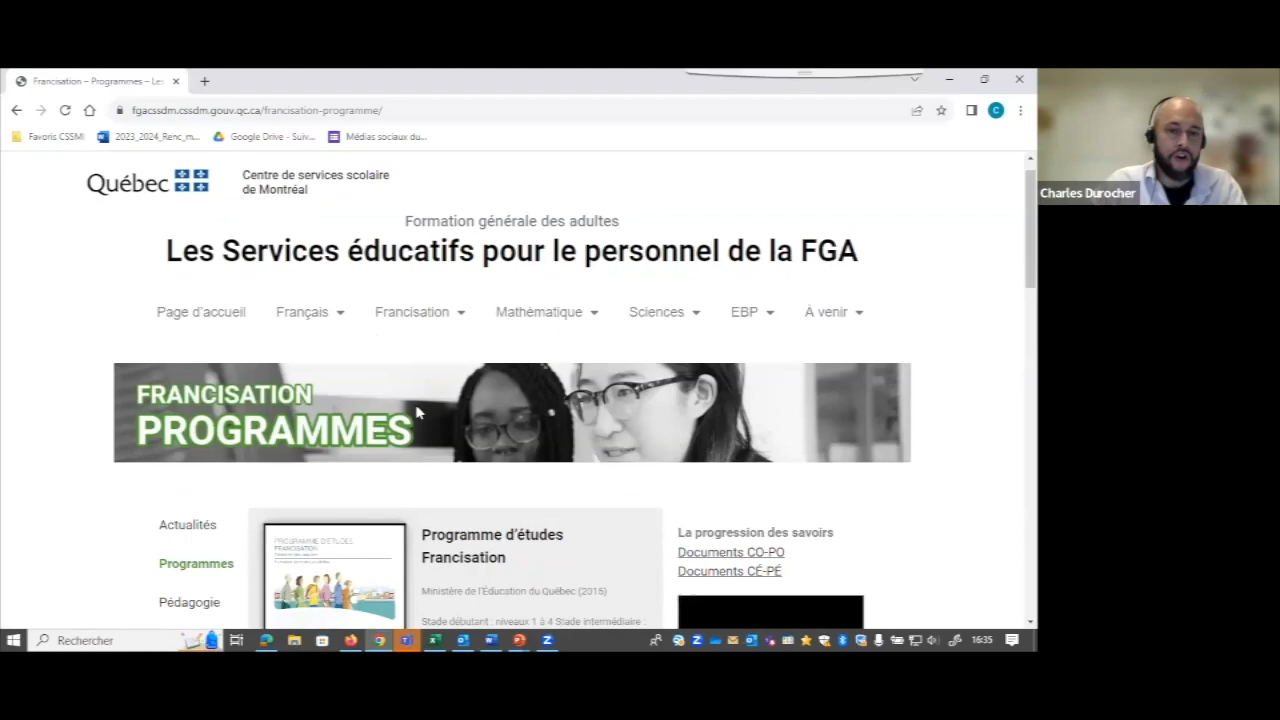 Francisation – Programmes – Le
fgacssdm.cssdm.gouv.qc.ca/francisation-programme/
C
Favoris CSSMI
2023_2024_Renc_m...
Google Drive - Suiv...
Médias sociaux du...
Québec
Centre de services scolaire
de Montréal
Charles Durocher
Formation générale des adultes
Les Services éducatifs pour le personnel de la FGA
Page d'accueil Français Francisation Mathématique Sciences EBP À venir
FRANCISATION
PROGRAMMES
Actualités
Programmes
Pédagogie
PROGRAMME D'ÉTUDES
FRANCISATION
Programme d'études
Francisation
Ministère de l'Éducation du Québec (2015)
Stade débutant : niveaux 1 à 4 Stade intermédiaire :
La progression des savoirs
Documents CO-PO
Documents CÉ-PÉ
Rechercher
16:35